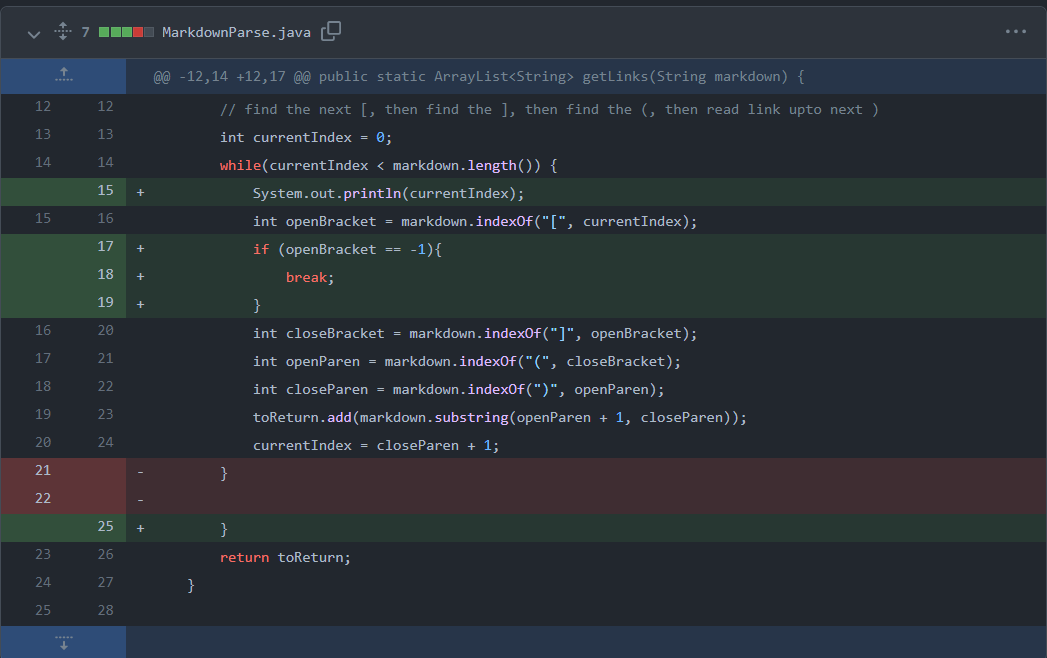 7 MarkdownParse.java
@@ -12,14 +12,17 @@ public static ArrayList<String> getLinks(String markdown) {
12 12 // find the next [, then find the ], then find the (, then read link upto next )
13 13 int currentIndex = 0;
14 14 while(currentIndex < markdown.length()) {
15 + System.out.println(currentIndex);
15 16 int openBracket = markdown.indexOf("[", currentIndex);
17 + if (openBracket == -1){
18 + break;
19 + }
16 20 int closeBracket = markdown.indexOf("]", openBracket);
17 21 int openParen = markdown.indexOf("(", closeBracket);
18 22 int closeParen = markdown.indexOf(")", openParen);
19 23 toReturn.add(markdown.substring(openParen + 1, closeParen));
20 24 currentIndex = closeParen + 1;
21 - }
22 -
25 + }
23 26 return toReturn;
24 27 }
25 28